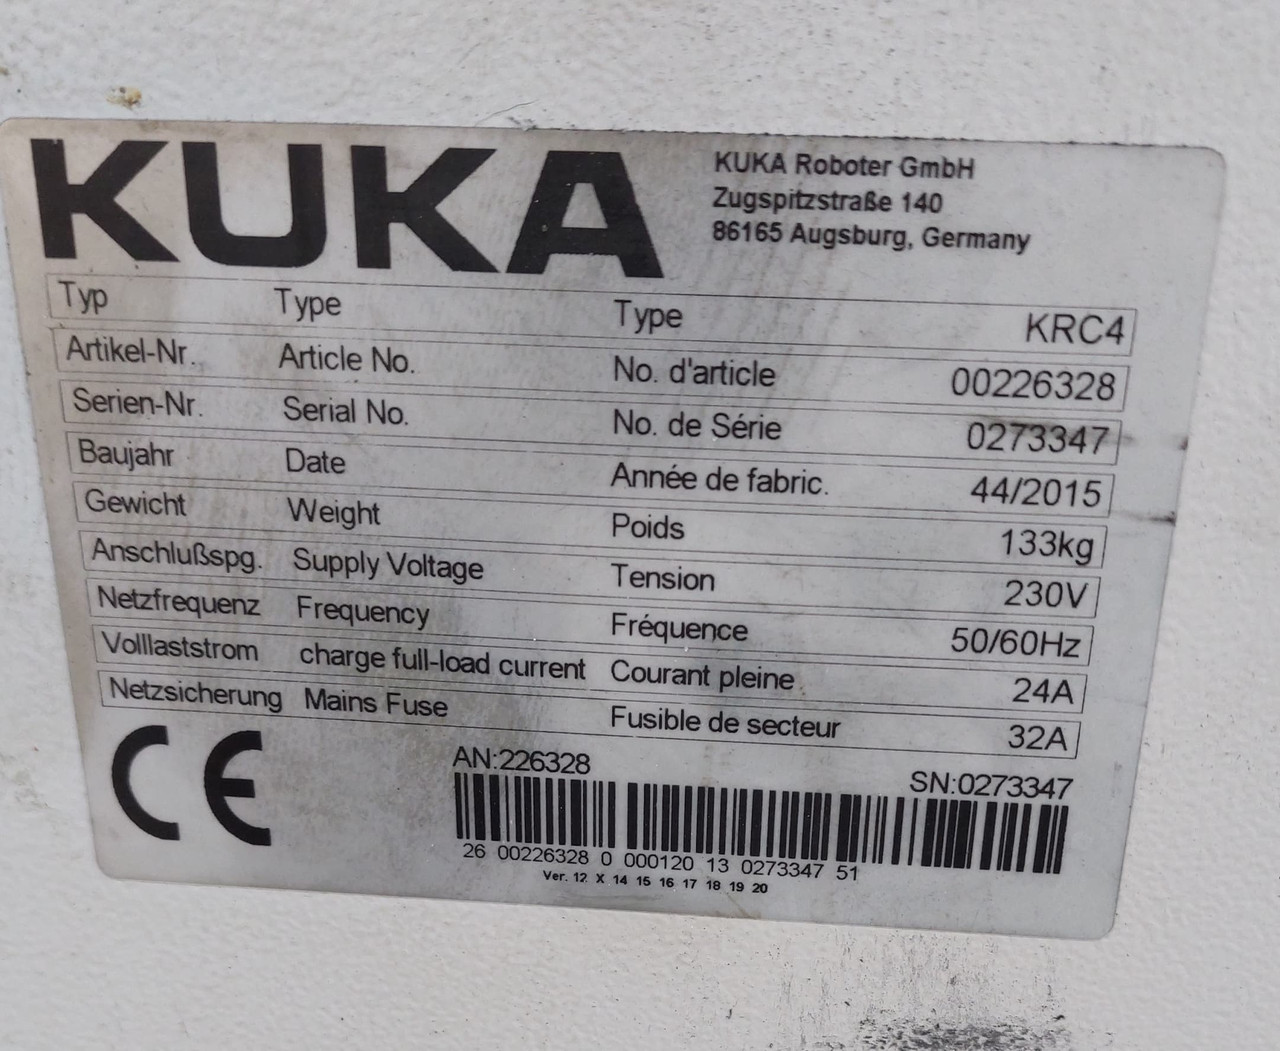 KUKA
KUKA Roboter GmbH
Zugspitzstraße 140
86165 Augsburg, Germany
Typ Type Type KRC4
Artikel-Nr. Article No. No. d'article 00226328
Serien-Nr. Serial No. No. de Série 0273347
Baujahr Date Année de fabric. 44/2015
Gewicht Weight Poids 133kg
Anschlußspg. Supply Voltage Tension 230V
Netzfrequenz Frequency Fréquence 50/60Hz
Volllaststrom charge full-load current Courant pleine 24A
Netzsicherung Mains Fuse Fusible de secteur 32A
CE
AN:226328 SN:0273347
26 00226328 0 000120 13 0273347 51
Ver. 12 X 14 15 16 17 18 19 20